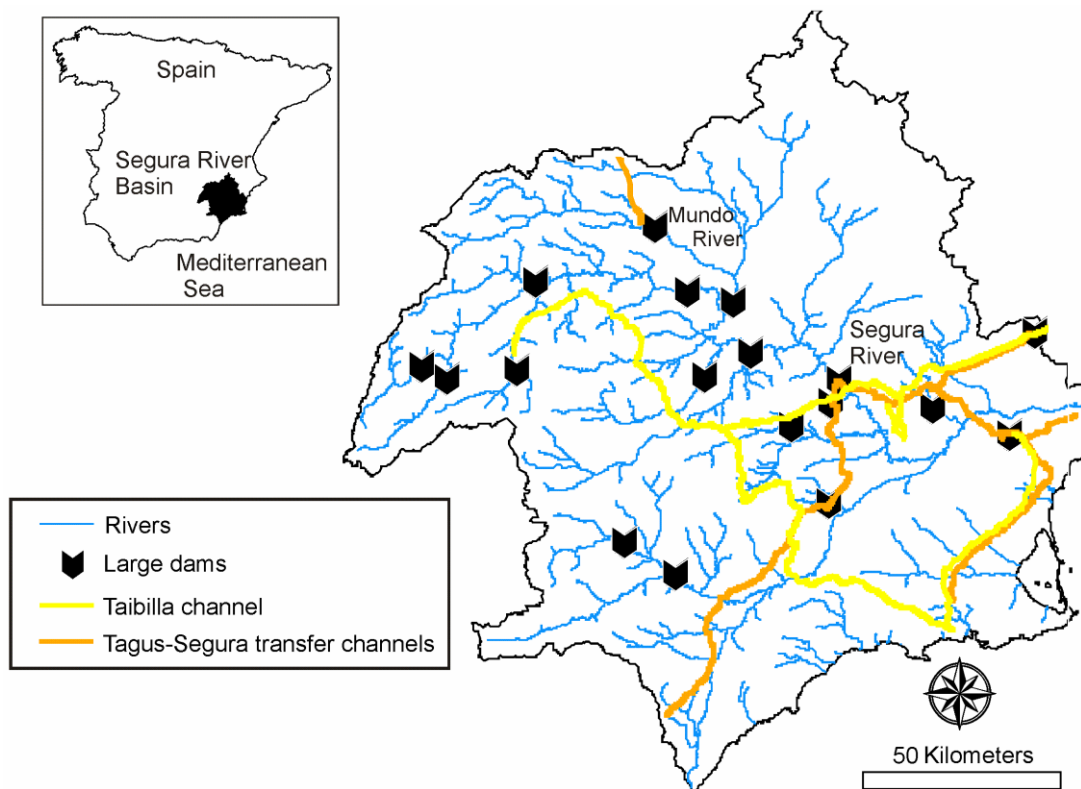 Spain
Segura River
Basin
Mediterranean
Sea
Mundo
River
Segura
River
Rivers
Large dams
Taibilla channel
Tagus-Segura transfer channels
50 Kilometers